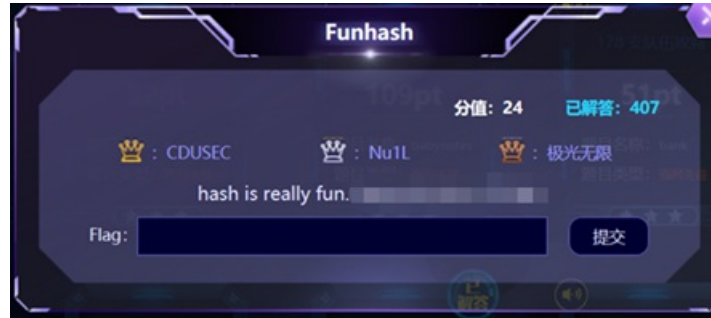 Funhash
分值：24 已解答：407
: CDUSEC : Nu1L : 极光无限
hash is really fun.
Flag:
提交